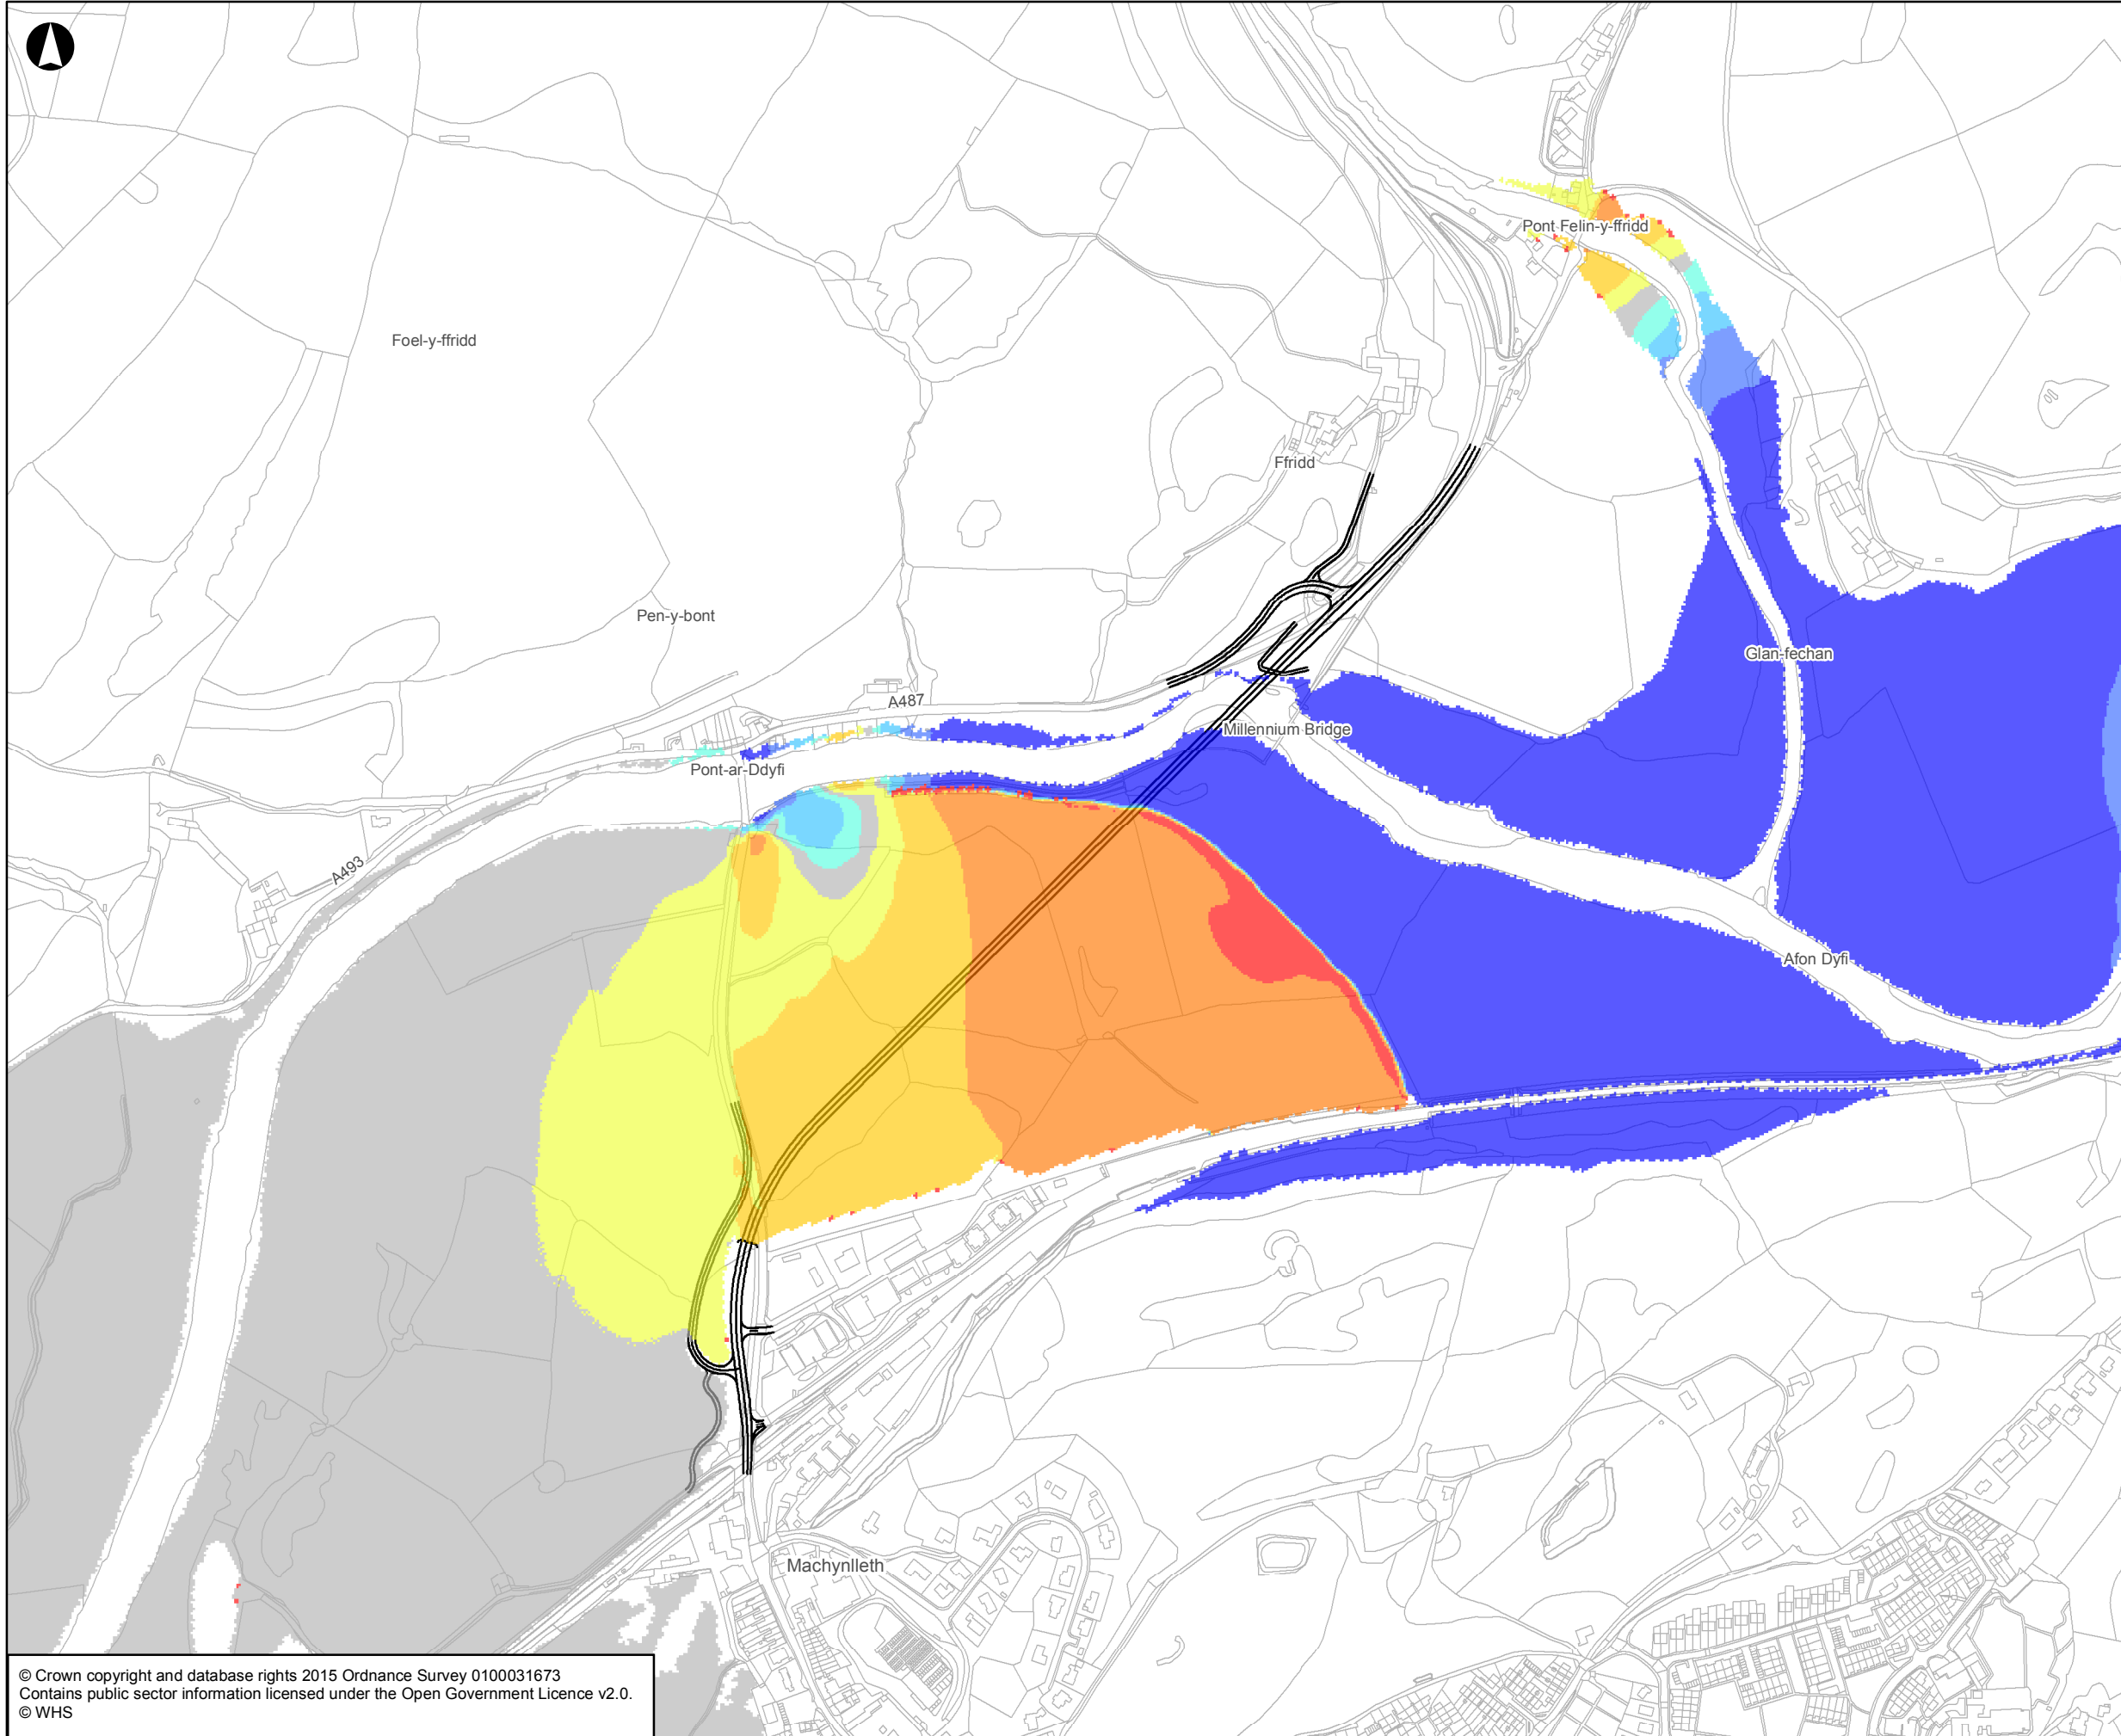 Pont Felin-y-ffridd
Foel-y-ffridd
Ffridd
Pen-y-bont
Glan-fechan
A487
Millennium Bridge
Pont-ar-Ddyfi
A493
Afon Dyfi
Machynlleth
© Crown copyright and database rights 2015 Ordnance Survey 0100031673
Contains public sector information licensed under the Open Government Licence v2.0.
© WHS